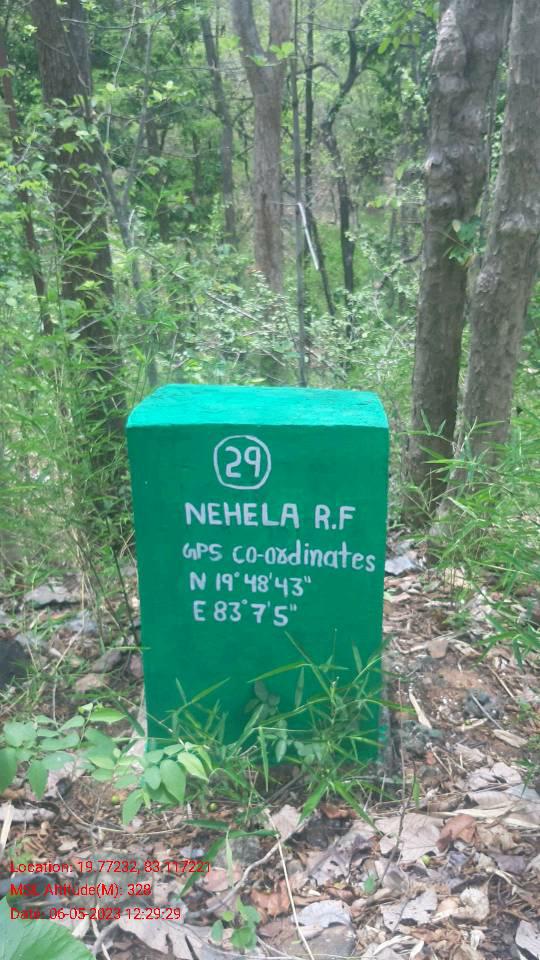 29
NEHELA R.F
GPS CO-ORdinates
N 19°48'43"
E 83°7'5"
Location: 19.77232, 83.117221
MSL Altitude(M): 328
Date: 06-05-2023 12:29:29